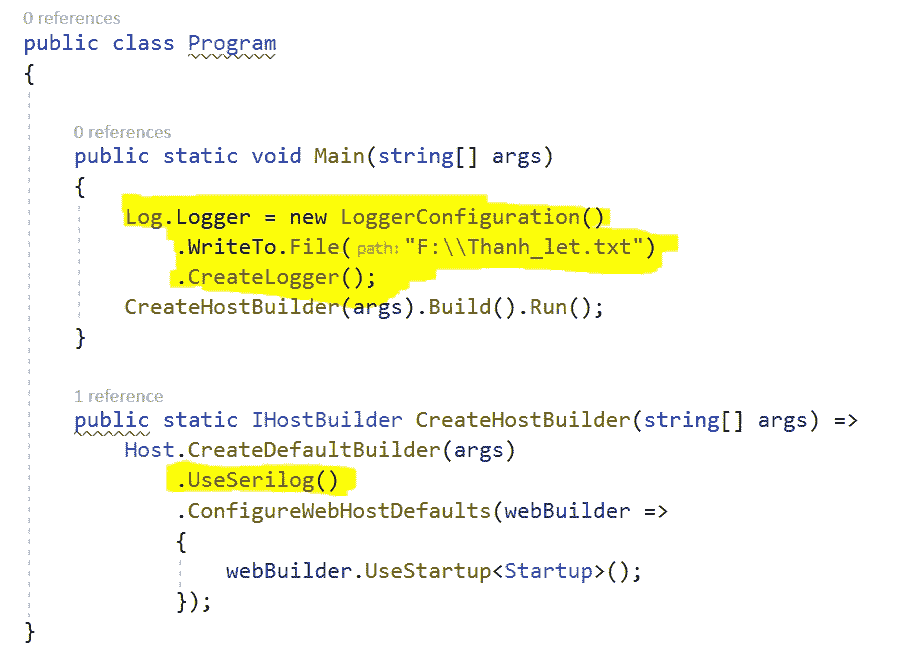 0 references
public class Program
{
0 references
public static void Main(string[] args)
{
Log.Logger = new LoggerConfiguration()
.WriteTo.File(path:"F:\\Thanh_let.txt")
.CreateLogger();
CreateHostBuilder(args).Build().Run();
}
1 reference
public static IHostBuilder CreateHostBuilder(string[] args) =>
Host.CreateDefaultBuilder(args)
.UseSerilog()
.ConfigureWebHostDefaults(webBuilder =>
{
webBuilder.UseStartup<Startup>();
});
}